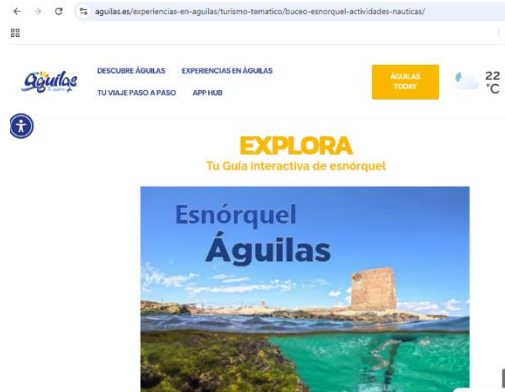 aguilas.es/experiencias-en-aguilas/turismo-tematico/buceo-esnorquel-actividades-nauticas/
Águilas
DESCUBRE ÁGUILAS EXPERIENCIAS EN ÁGUILAS
TU VIAJE PASO A PASO APP HUB
ÁGUILAS
TODAY
22
°C
EXPLORA
Tu Guía interactiva de esnórquel
Esnórquel
Águilas